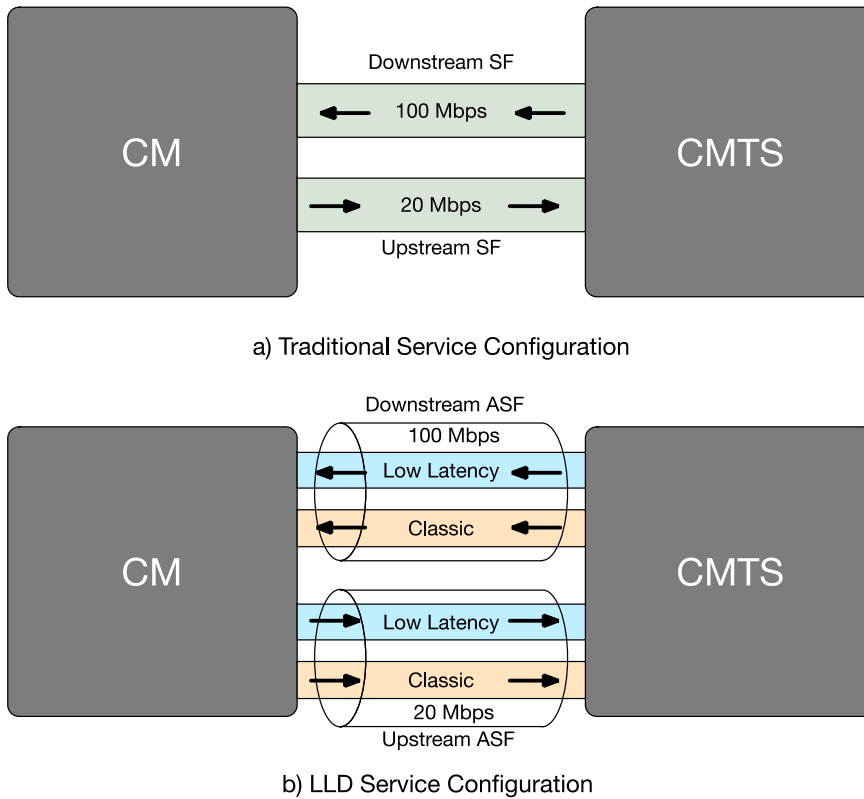 Downstream SF
100 Mbps
CM
CMTS
20 Mbps
Upstream SF
a) Traditional Service Configuration
Downstream ASF
100 Mbps
Low Latency
Classic
CM
CMTS
Low Latency
Classic
20 Mbps
Upstream ASF
b) LLD Service Configuration